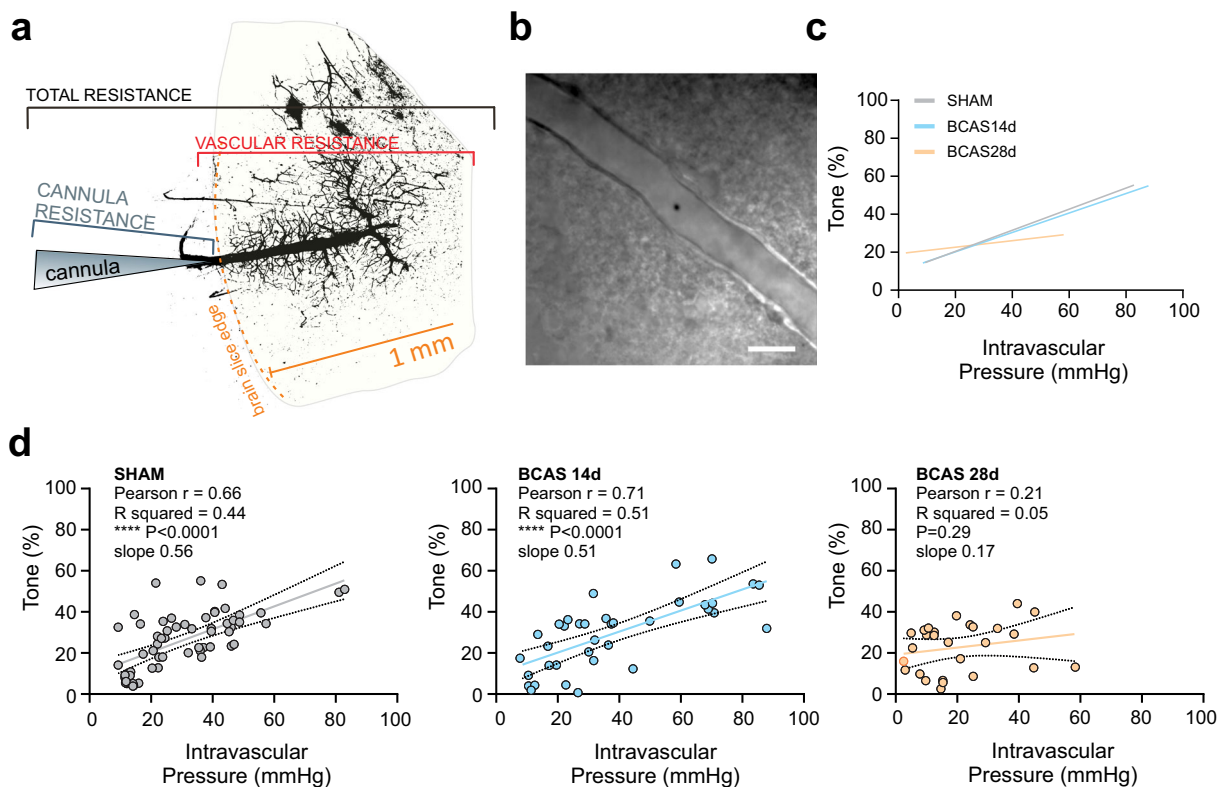 a
TOTAL RESISTANCE
VASCULAR RESISTANCE
CANNULA
RESISTANCE
cannula
brain slice edge
1 mm
b
c
SHAM
BCAS14d
BCAS28d
Tone (%)
100
80
60
40
20
0
0 20 40 60 80 100
Intravascular
Pressure (mmHg)
d
SHAM
Pearson r = 0.66
R squared = 0.44
**** P<0.0001
slope 0.56
Tone (%)
100
80
60
40
20
0
0 20 40 60 80 100
Intravascular
Pressure (mmHg)
BCAS 14d
Pearson r = 0.71
R squared = 0.51
**** P<0.0001
slope 0.51
Tone (%)
100
80
60
40
20
0
0 20 40 60 80 100
Intravascular
Pressure (mmHg)
BCAS 28d
Pearson r = 0.21
R squared = 0.05
P=0.29
slope 0.17
Tone (%)
100
80
60
40
20
0
0 20 40 60 80 100
Intravascular
Pressure (mmHg)